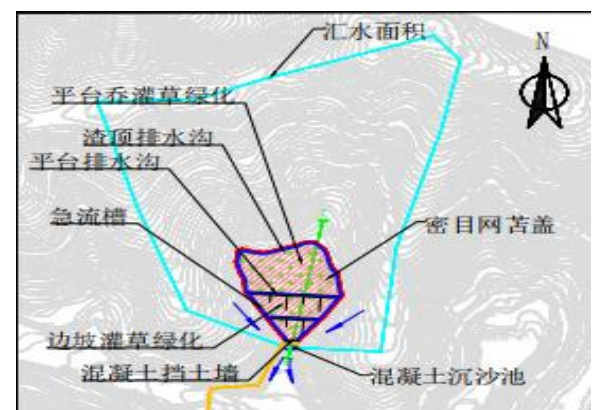 汇水面积
N
平台乔灌草绿化
渣顶排水沟
平台排水沟
急流槽
密目网苫盖
边坡灌草绿化
混凝土挡土墙
混凝土沉沙池